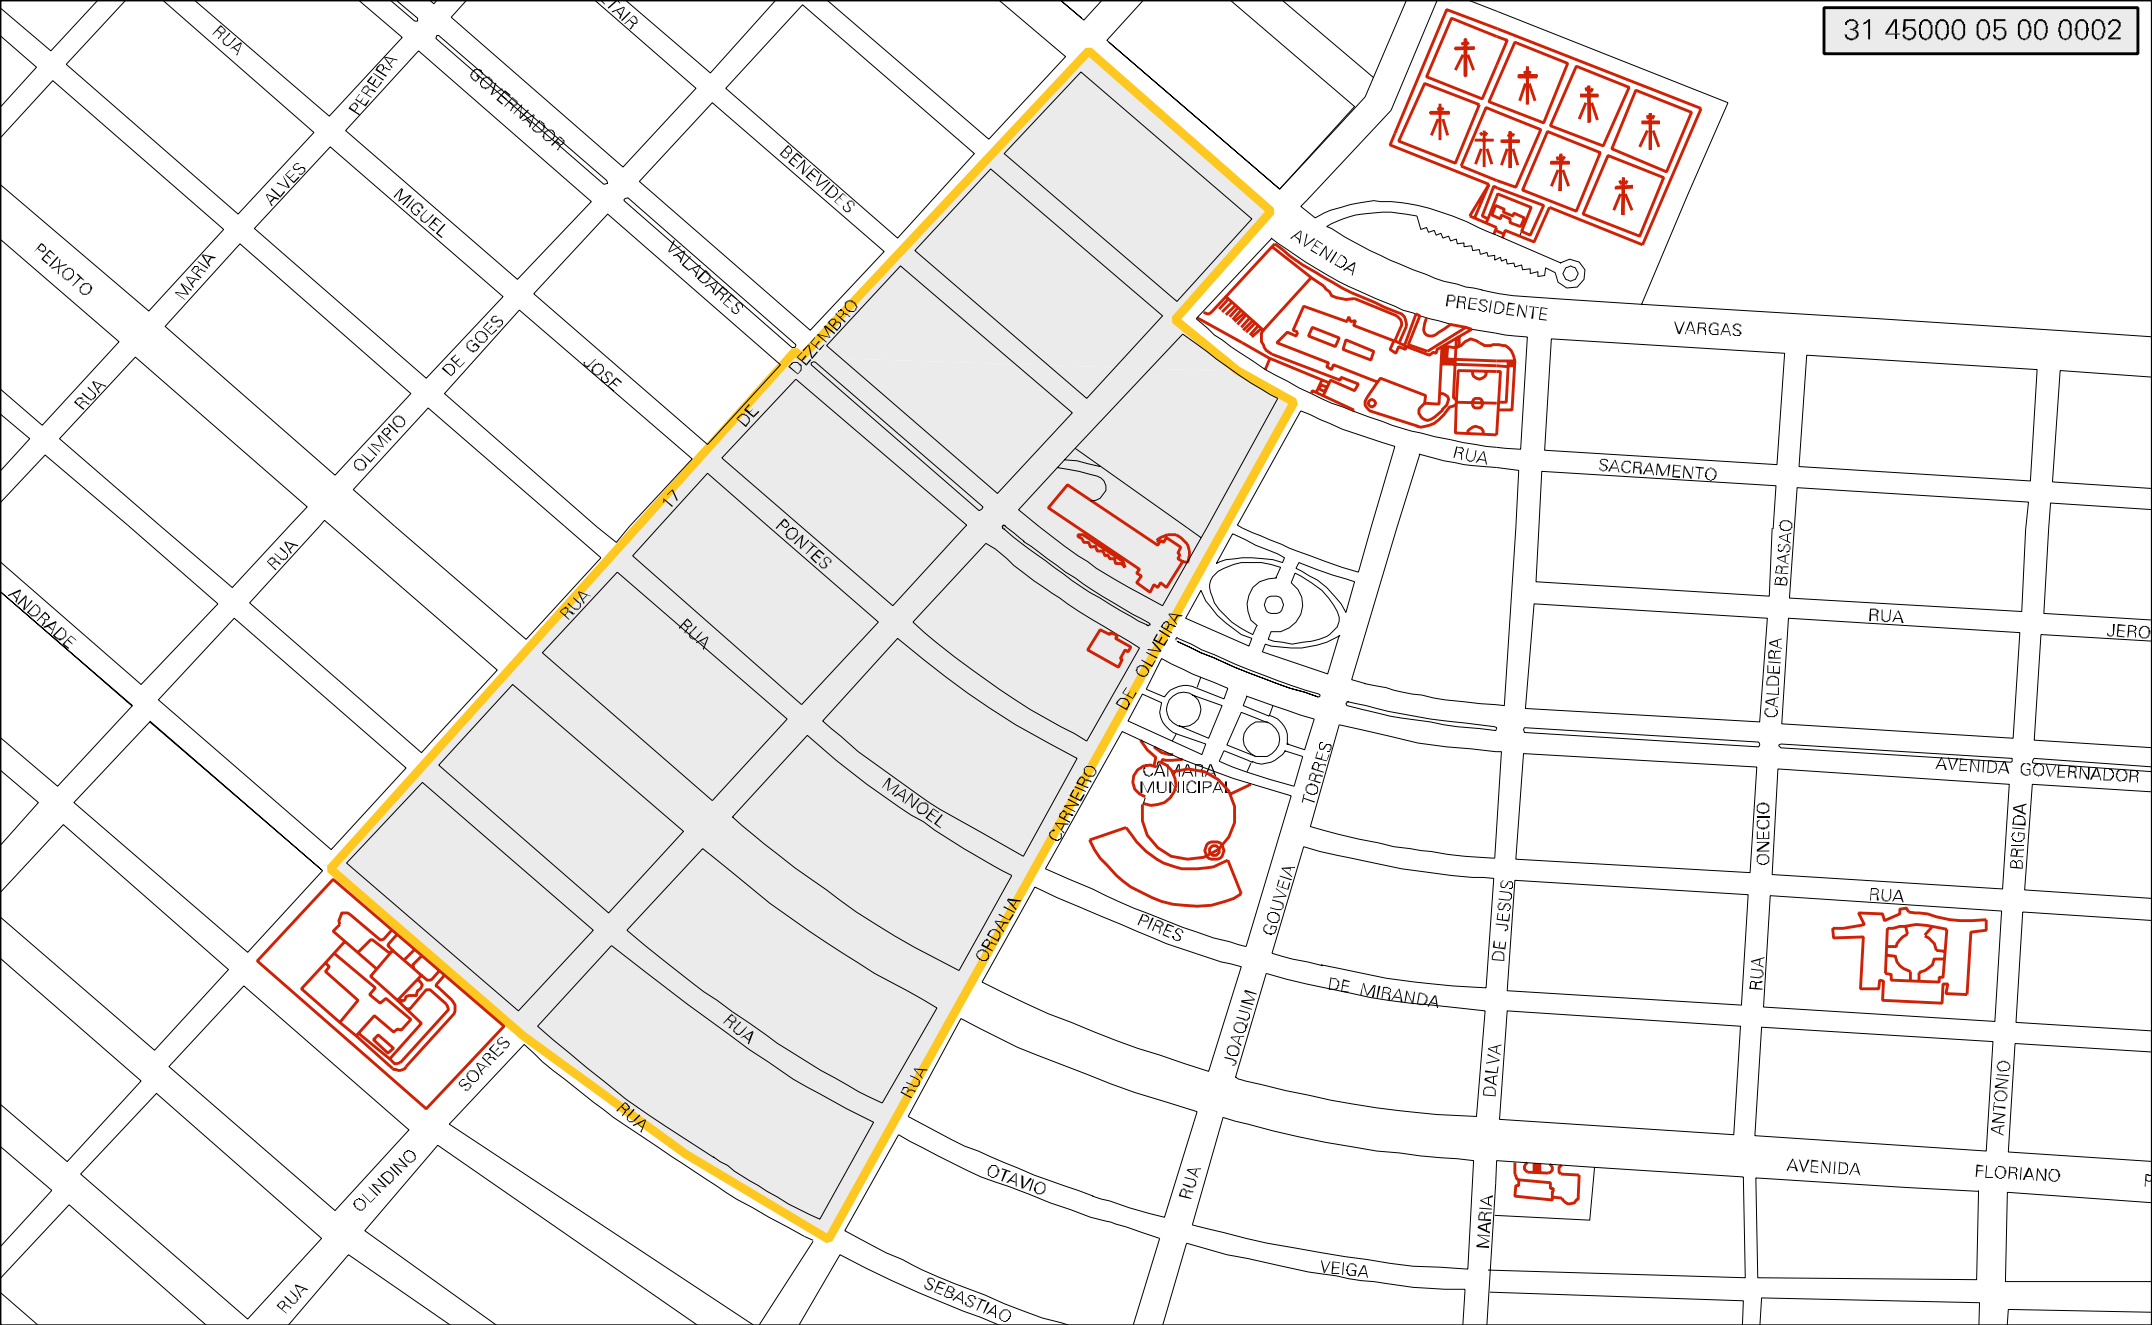 31 45000 05 00 0002
RUA
PEREIRA
GOVERNADOR
BENEVIDES
ALVES
MIGUEL
AVENIDA
PEIXOTO
MARIA
VALADARES
PRESIDENTE
VARGAS
DEZEMBRO
DE GOES
JOSE
RUA
DE
OLIMPIO
RUA
SACRAMENTO
17
PONTES
BRASAO
RUA
RUA
ANDRADE
RUA
RUA
JERO
DE OLIVEIRA
CALDEIRA
CAMARA
MUNICIPAL
TORRES
AVENIDA GOVERNADOR
MANOEL
CARNEIRO
ONECIO
BRIGIDA
RUA
GOUVEIA
DE JESUS
PIRES
ORDALIA
RUA
DE MIRANDA
RUA
JOAQUIM
SOARES
DALVA
RUA
ANTONIO
RUA
OLINDINO
OTAVIO
RUA
AVENIDA
FLORIANO
MARIA
VEIGA
RUA
SEBASTIAO